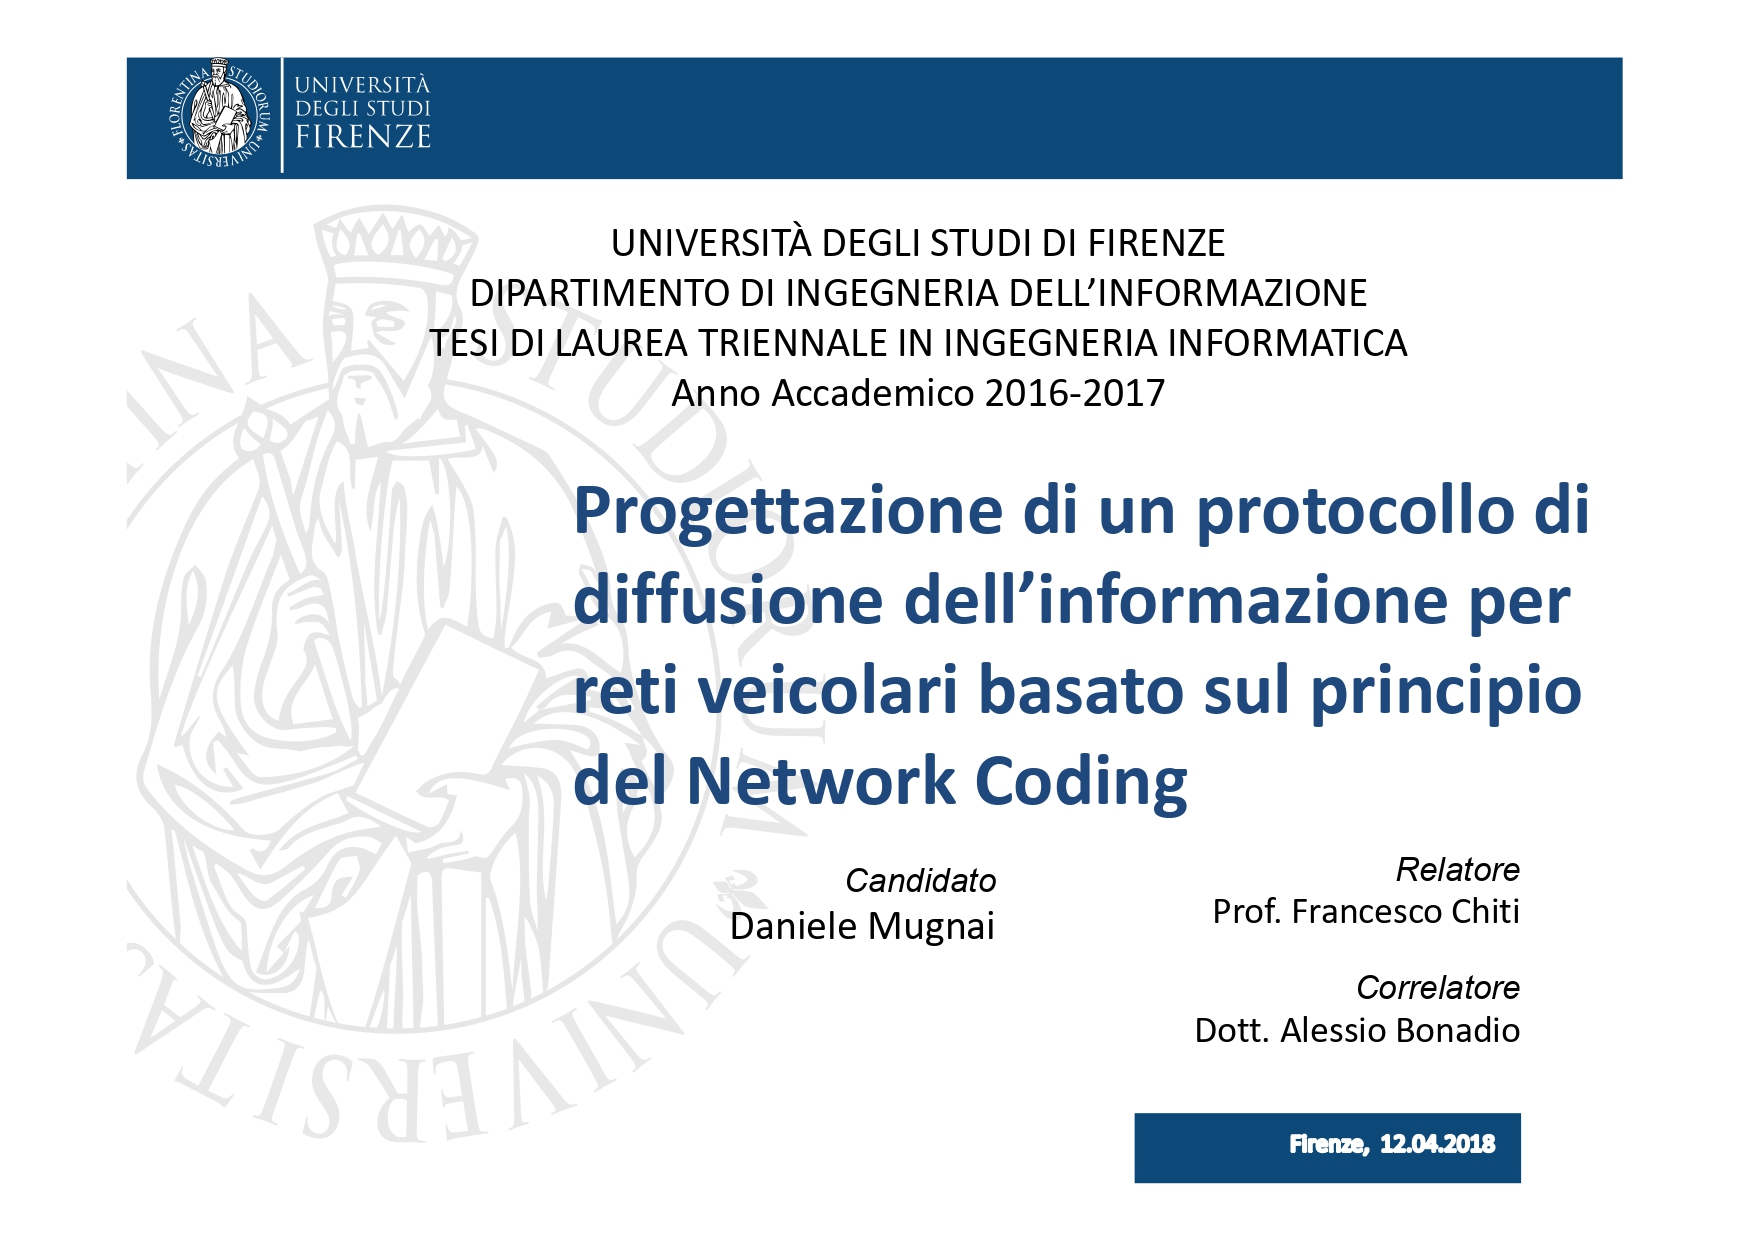 FLORENTINA STUDIORUM UNIVERSITAS
UNIVERSITÀ
DEGLI STUDI
FIRENZE
UNIVERSITÀ DEGLI STUDI DI FIRENZE
DIPARTIMENTO DI INGEGNERIA DELL’INFORMAZIONE
TESI DI LAUREA TRIENNALE IN INGEGNERIA INFORMATICA
Anno Accademico 2016-2017
INA STUDIORUM UNIVERSITA
Progettazione di un protocollo di
diffusione dell’informazione per
reti veicolari basato sul principio
del Network Coding
Candidato
Daniele Mugnai
Relatore
Prof. Francesco Chiti
Correlatore
Dott. Alessio Bonadio
Firenze, 12.04.2018